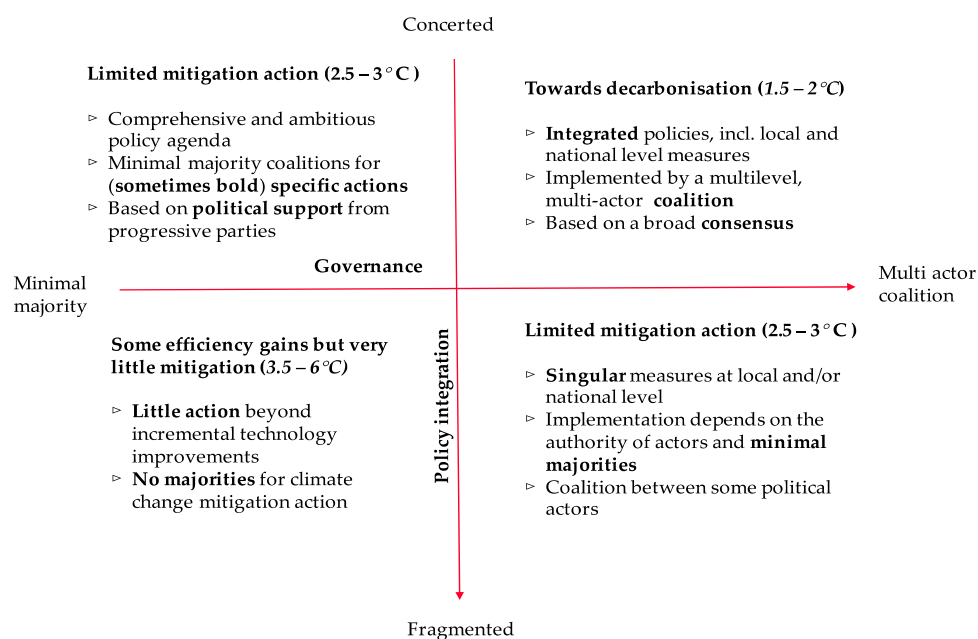 Concerted
Limited mitigation action (2.5 – 3°C )
▹ Comprehensive and ambitious
policy agenda
▹ Minimal majority coalitions for
(sometimes bold) specific actions
▹ Based on political support from
progressive parties
Towards decarbonisation (1.5 – 2°C)
▹ Integrated policies, incl. local and
national level measures
▹ Implemented by a multilevel,
multi-actor coalition
▹ Based on a broad consensus
Governance
Minimal
majority
Multi actor
coalition
Policy integration
Some efficiency gains but very
little mitigation (3.5 – 6°C)
▹ Little action beyond
incremental technology
improvements
▹ No majorities for climate
change mitigation action
Limited mitigation action (2.5 – 3°C )
▹ Singular measures at local and/or
national level
▹ Implementation depends on the
authority of actors and minimal
majorities
▹ Coalition between some political
actors
Fragmented